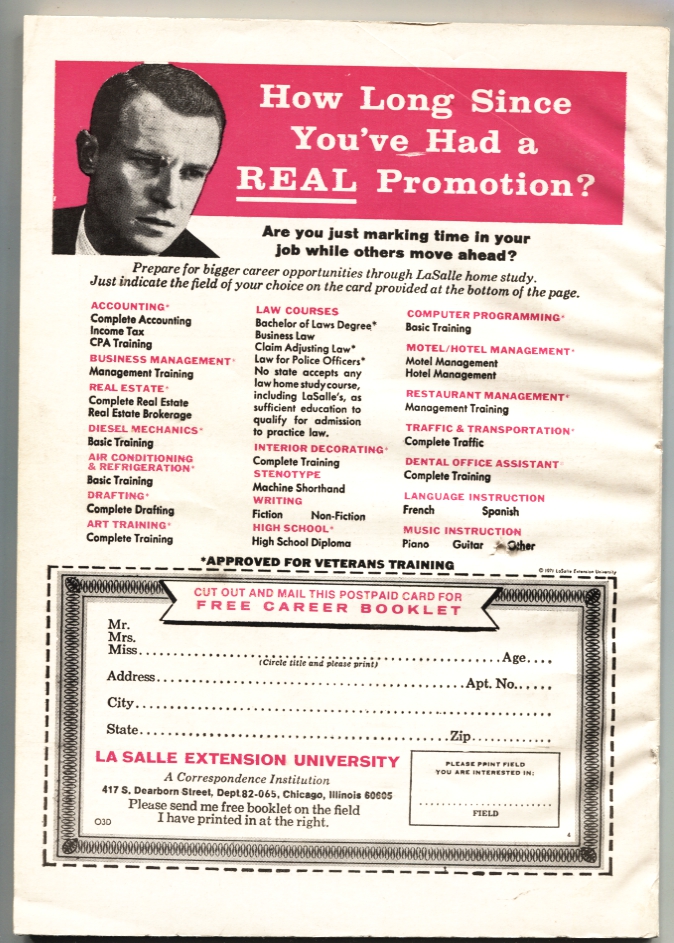 How Long Since
You've Had a
REAL Promotion?
Are you just marking time in your
job while others move ahead?
Prepare for bigger career opportunities through LaSalle home study.
Just indicate the field of your choice on the card provided at the bottom of the page.
ACCOUNTING*
Complete Accounting
Income Tax
CPA Training
BUSINESS MANAGEMENT*
Management Training
REAL ESTATE*
Complete Real Estate
Real Estate Brokerage
DIESEL MECHANICS*
Basic Training
AIR CONDITIONING
& REFRIGERATION*
Basic Training
DRAFTING*
Complete Drafting
ART TRAINING*
Complete Training
LAW COURSES
Bachelor of Laws Degree*
Business Law
Claim Adjusting Law*
Law for Police Officers*
No state accepts any
law home study course,
including LaSalle's, as
sufficient education to
qualify for admission
to practice law.
INTERIOR DECORATING*
Complete Training
STENOTYPE
Machine Shorthand
WRITING
Fiction Non-Fiction
HIGH SCHOOL*
High School Diploma
COMPUTER PROGRAMMING*
Basic Training
MOTEL/HOTEL MANAGEMENT*
Motel Management
Hotel Management
RESTAURANT MANAGEMENT*
Management Training
TRAFFIC & TRANSPORTATION*
Complete Traffic
DENTAL OFFICE ASSISTANT*
Complete Training
LANGUAGE INSTRUCTION
French Spanish
MUSIC INSTRUCTION
Piano Guitar Other
*APPROVED FOR VETERANS TRAINING
© 1971 LaSalle Extension University
CUT OUT AND MAIL THIS POSTPAID CARD FOR
FREE CAREER BOOKLET
Mr.
Mrs.
Miss........Age....
(Circle title and please print)
Address........Apt. No......
City........
State........Zip........
LA SALLE EXTENSION UNIVERSITY
A Correspondence Institution
417 S. Dearborn Street, Dept.82-065, Chicago, Illinois 60605
Please send me free booklet on the field
I have printed in at the right.
O3D
PLEASE PRINT FIELD
YOU ARE INTERESTED IN:
........
FIELD
4